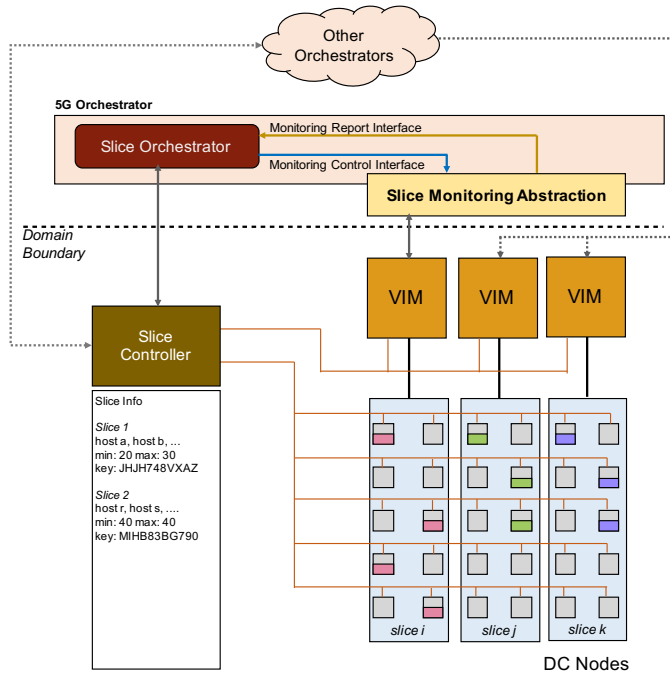 Other
Orchestrators
5G Orchestrator
Monitoring Report Interface
Slice Orchestrator
Monitoring Control Interface
Slice Monitoring Abstraction
Domain
Boundary
VIM
VIM
VIM
Slice
Controller
Slice Info
Slice 1
host a, host b, ...
min: 20 max: 30
key: JHJH748VXAZ
Slice 2
host r, host s, ....
min: 40 max: 40
key: MIHB83BG790
slice i
slice j
slice k
DC Nodes